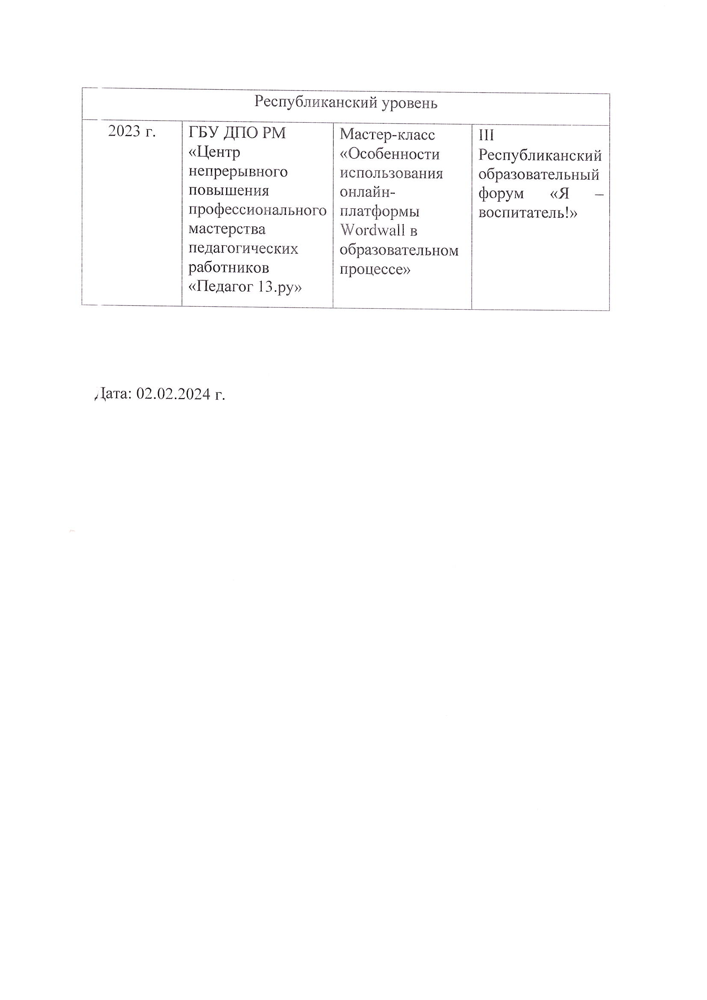 Республиканский уровень
2023 г.
ГБУ ДПО РМ
«Центр
непрерывного
повышения
профессионального
мастерства
педагогических
работников
«Педагог 13.ру»
Мастер-класс
«Особенности
использования
онлайн-
платформы
Wordwall в
образовательном
процессе»
III
Республиканский
образовательный
форум «Я –
воспитатель!»
Дата: 02.02.2024 г.